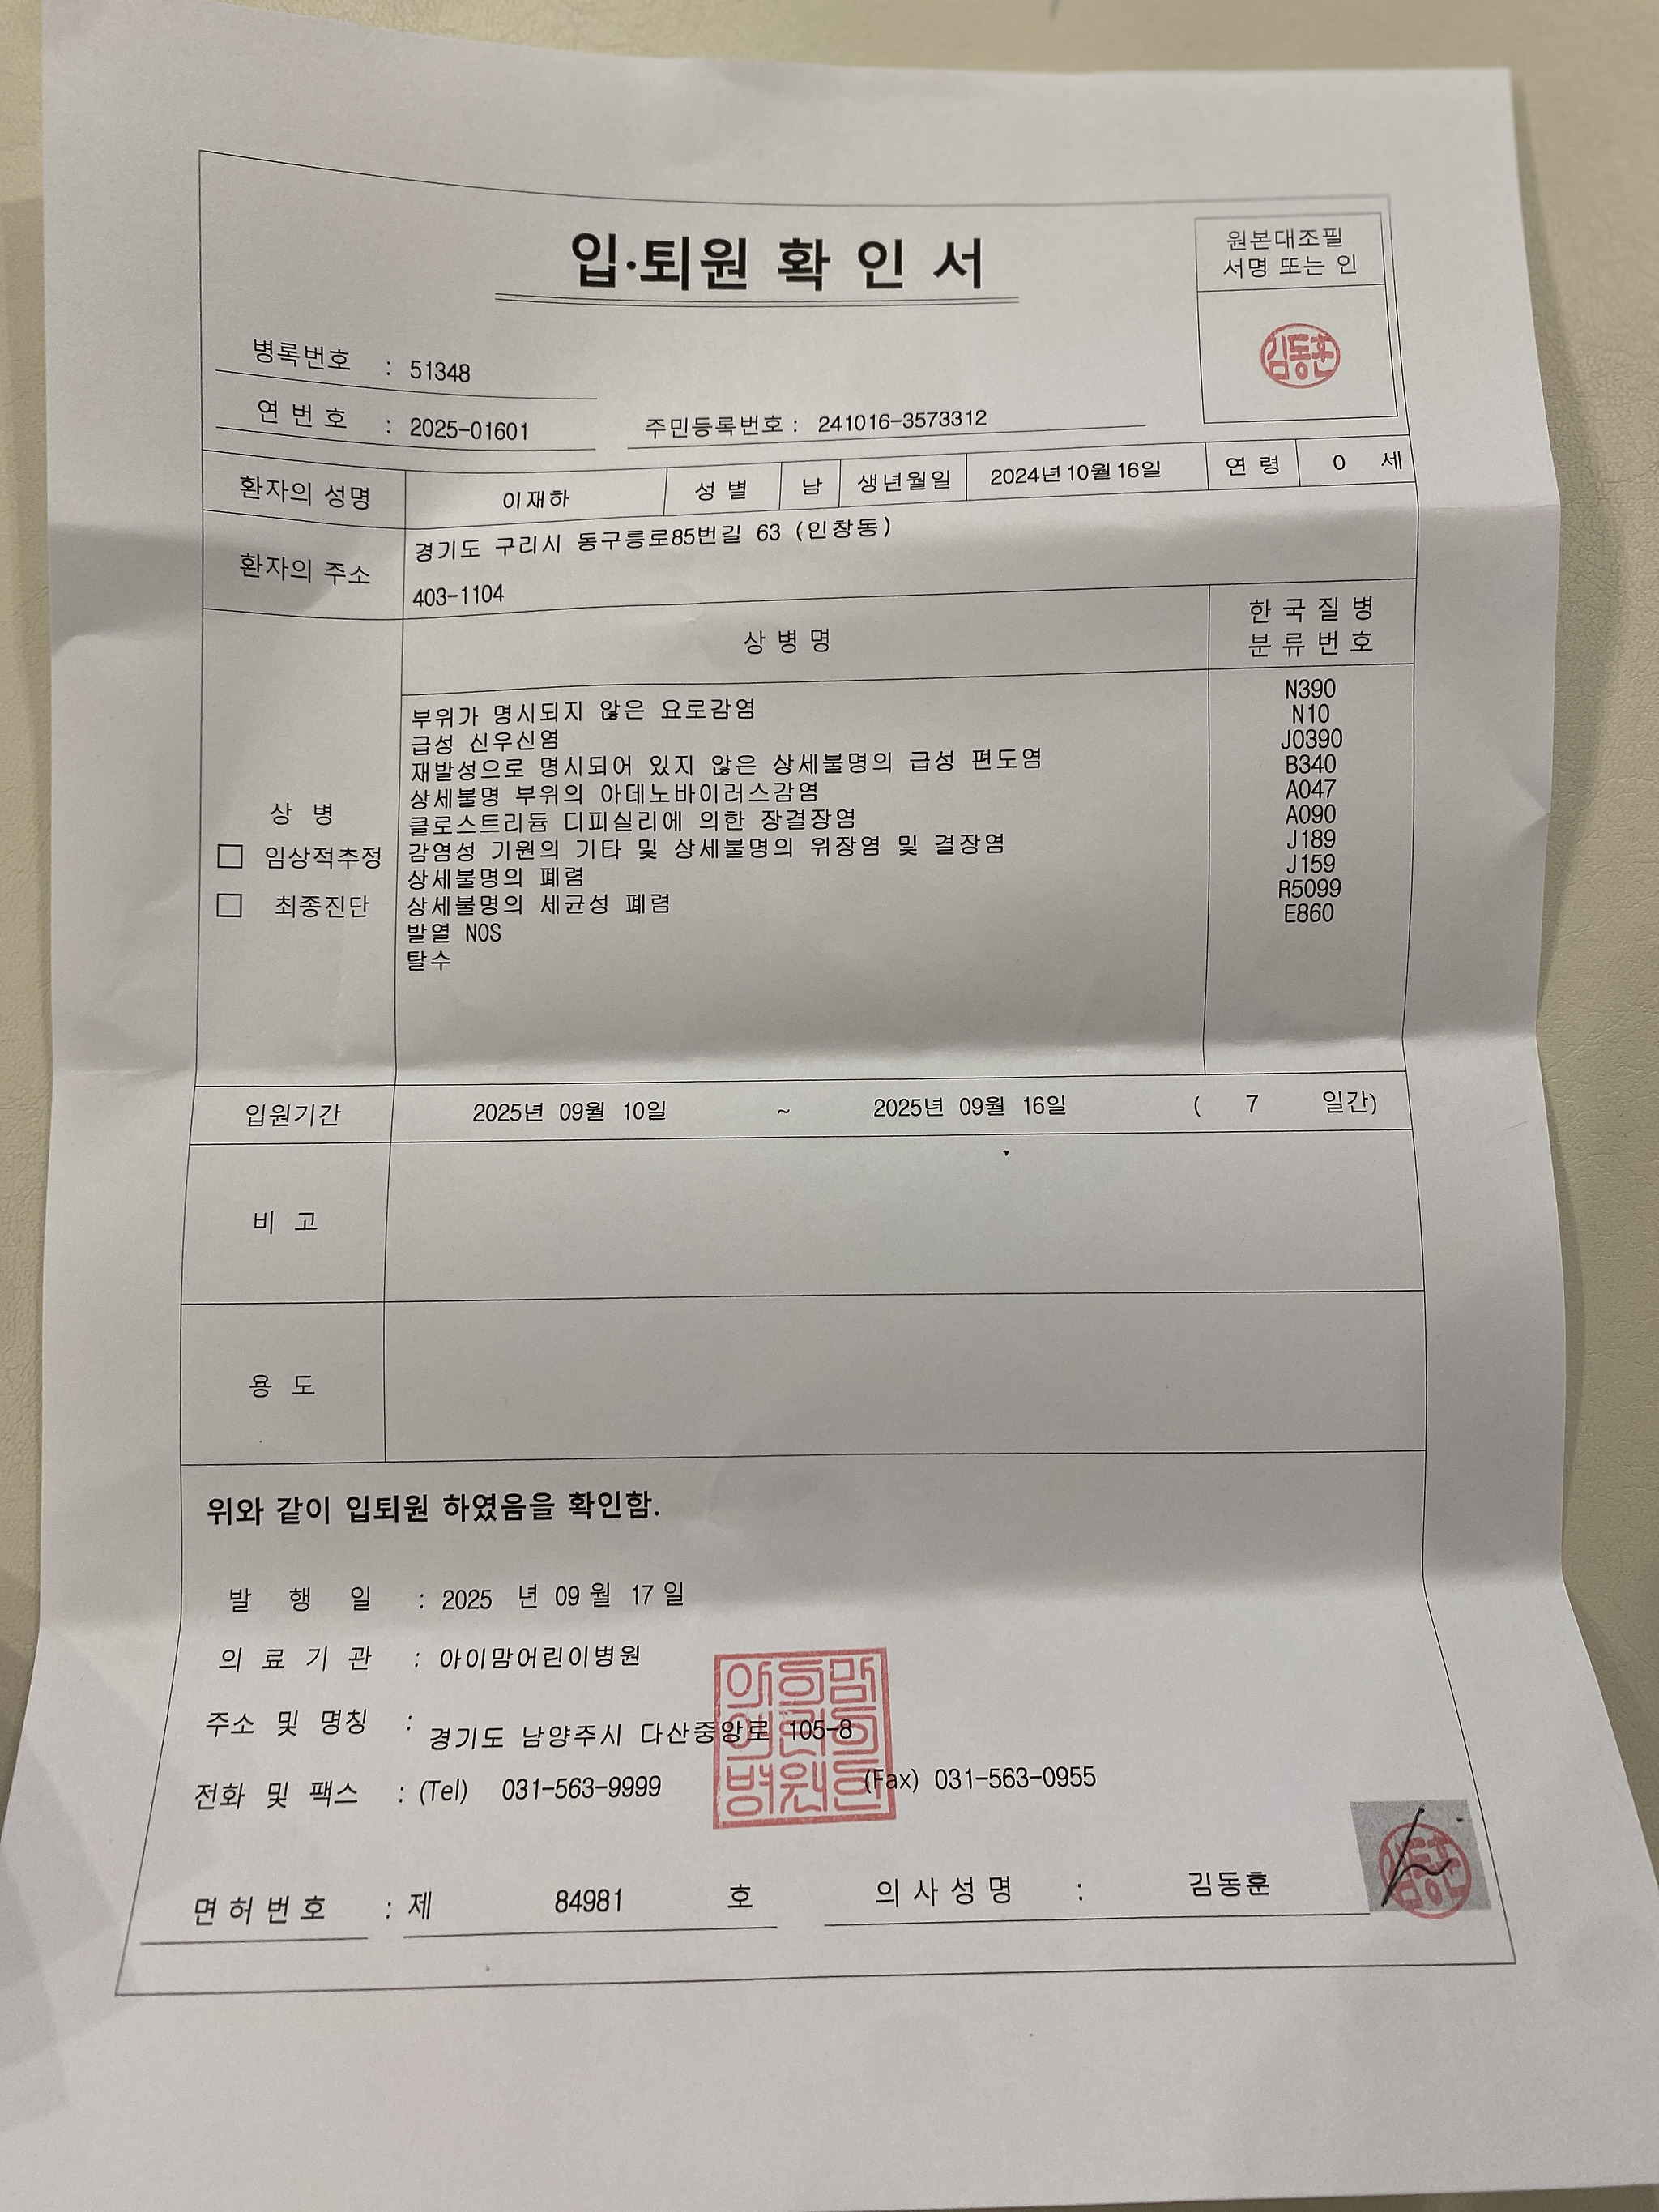 입·퇴원 확 인 서
원본대조필
서명 또는 인
김동훈
병록번호 : 51348
연 번 호 : 2025-01601 주민등록번호 : 241016-3573312
환자의 성명 이재하 성 별 남 생년월일 2024년 10월 16일 연 령 0 세
환자의 주소 경기도 구리시 동구릉로85번길 63 (인창동)
403-1104
상 병 명 한 국 질 병
분 류 번 호
상 병
□ 임상적추정
□ 최종진단
부위가 명시되지 않은 요로감염 N390
급성 신우신염 N10
재발성으로 명시되어 있지 않은 상세불명의 급성 편도염 J0390
상세불명 부위의 아데노바이러스감염 B340
클로스트리듐 디피실리에 의한 장결장염 A047
감염성 기원의 기타 및 상세불명의 위장염 및 결장염 A090
상세불명의 폐렴 J189
상세불명의 세균성 폐렴 J159
발열 NOS R5099
탈수 E860
입원기간 2025년 09월 10일 ~ 2025년 09월 16일 ( 7 일간)
비 고
용 도
위와 같이 입퇴원 하였음을 확인함.
발 행 일 : 2025 년 09 월 17 일
의 료 기 관 : 아이맘어린이병원
주소 및 명칭 : 경기도 남양주시 다산중앙로 105-8
전화 및 팩스 : (Tel) 031-563-9999 (Fax) 031-563-0955
면 허 번 호 : 제 84981 호 의 사 성 명 : 김동훈